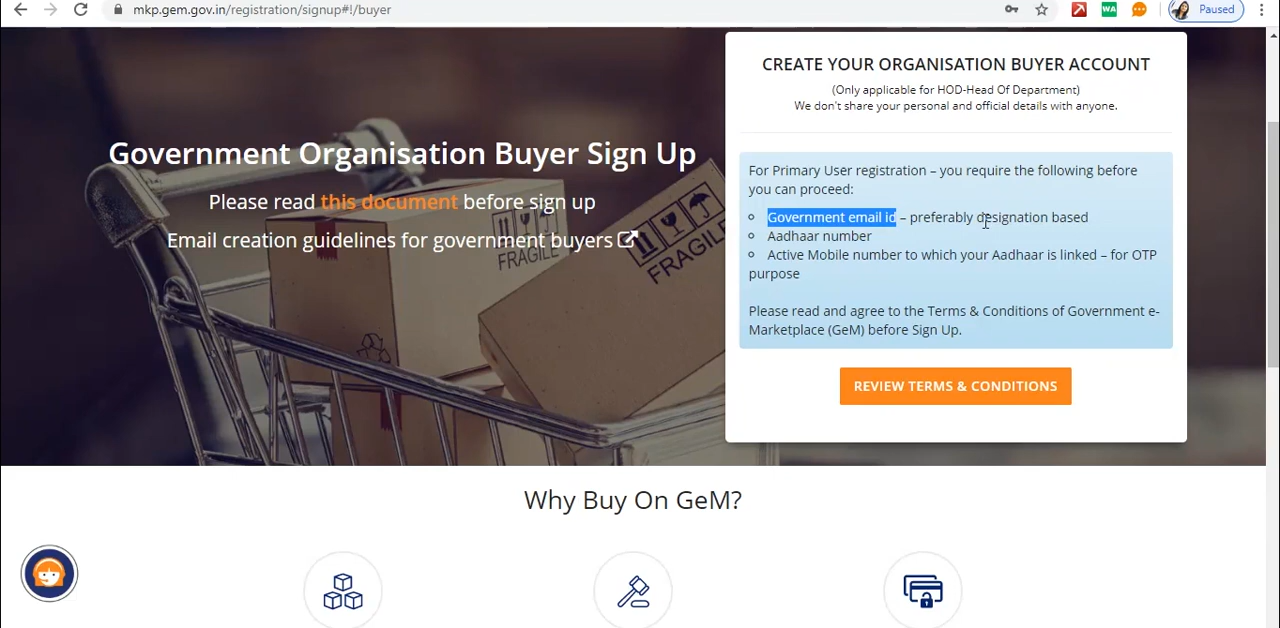 mkp.gem.gov.in/registration/signup#!/buyer
WA
Paused
Government Organisation Buyer Sign Up
Please read this document before sign up
Email creation guidelines for government buyers
FRAGILE
FRAGILE
CREATE YOUR ORGANISATION BUYER ACCOUNT
(Only applicable for HOD-Head Of Department)
We don't share your personal and official details with anyone.
For Primary User registration – you require the following before
you can proceed:
Government email id – preferably designation based
Aadhaar number
Active Mobile number to which your Aadhaar is linked – for OTP
purpose
Please read and agree to the Terms & Conditions of Government e-
Marketplace (GeM) before Sign Up.
REVIEW TERMS & CONDITIONS
Why Buy On GeM?